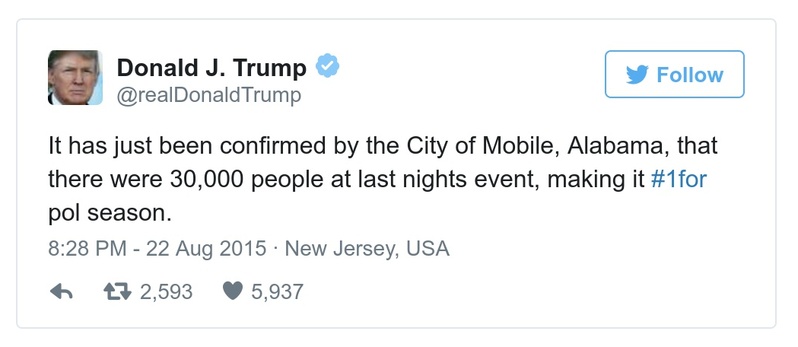 Donald J. Trump
@realDonaldTrump
Follow
It has just been confirmed by the City of Mobile, Alabama, that
there were 30,000 people at last nights event, making it #1for
pol season.
8:28 PM - 22 Aug 2015 · New Jersey, USA
2,593 5,937